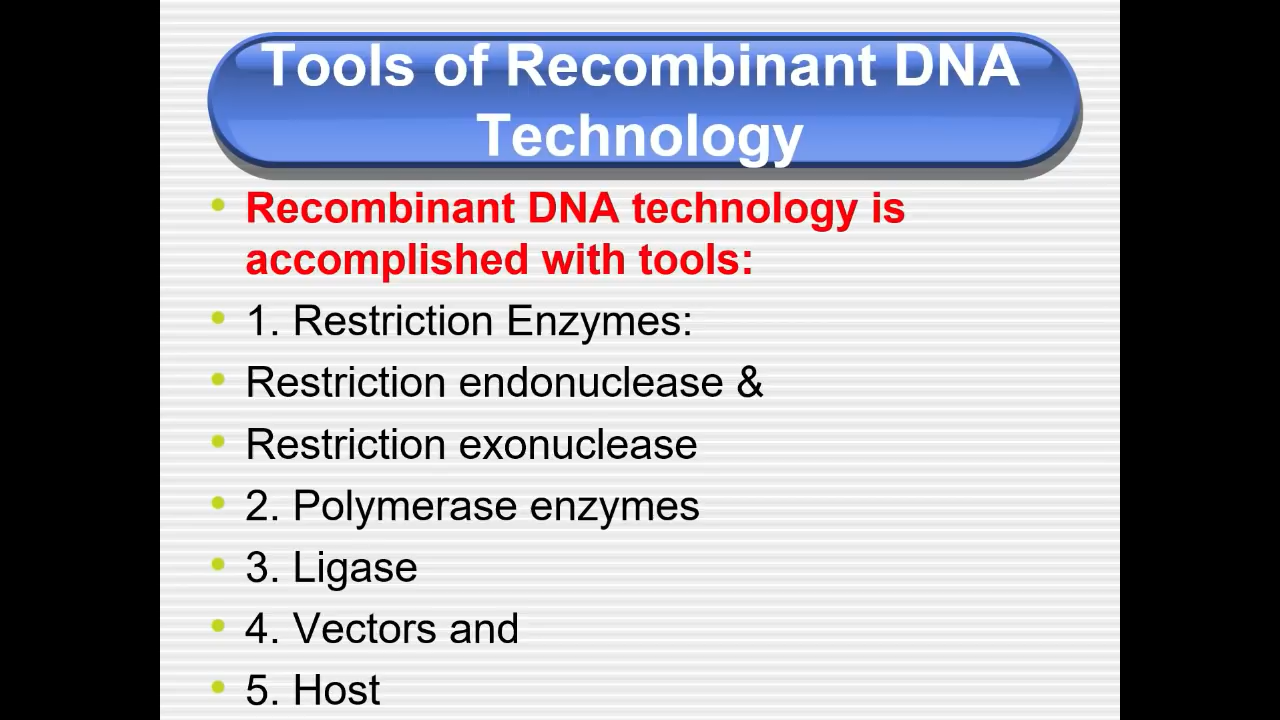 Tools of Recombinant DNA
Technology
• Recombinant DNA technology is
accomplished with tools:
• 1. Restriction Enzymes:
• Restriction endonuclease &
• Restriction exonuclease
• 2. Polymerase enzymes
• 3. Ligase
• 4. Vectors and
• 5. Host